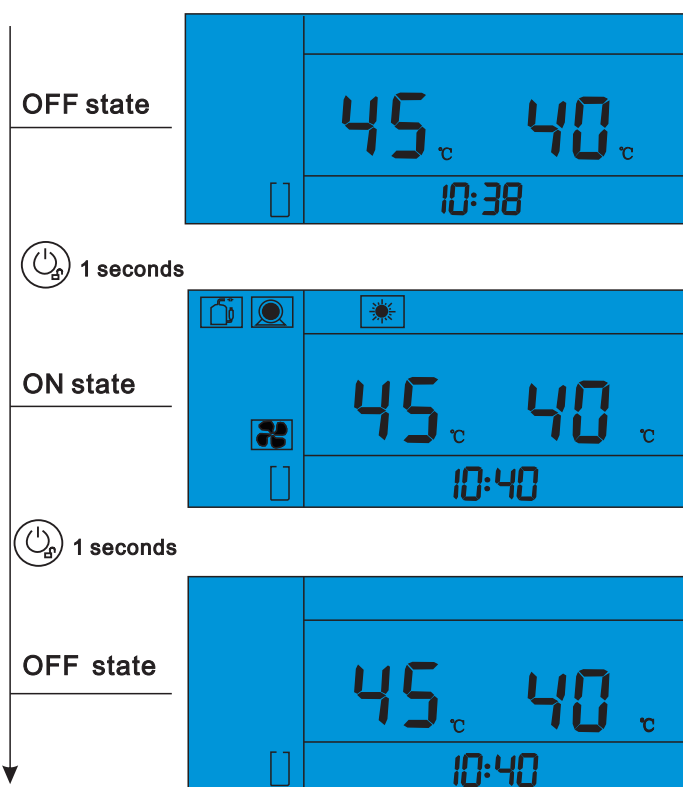 OFF state
45 ℃ 40 ℃
10:38
1 seconds
ON state
45 ℃ 40 ℃
10:40
1 seconds
OFF state
45 ℃ 40 ℃
10:40